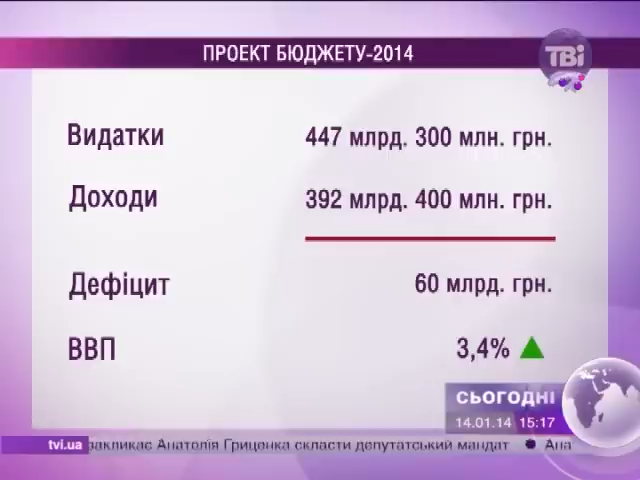 ПРОЕКТ БЮДЖЕТУ-2014
ТВі
Видатки 447 млрд. 300 млн. грн.
Доходи 392 млрд. 400 млн. грн.
Дефіцит 60 млрд. грн.
ВВП 3,4%
СЬОГОДНІ
14.01.14 15:17
tvi.ua закликає Анатолія Гриценка скласти депутатський мандат Ана